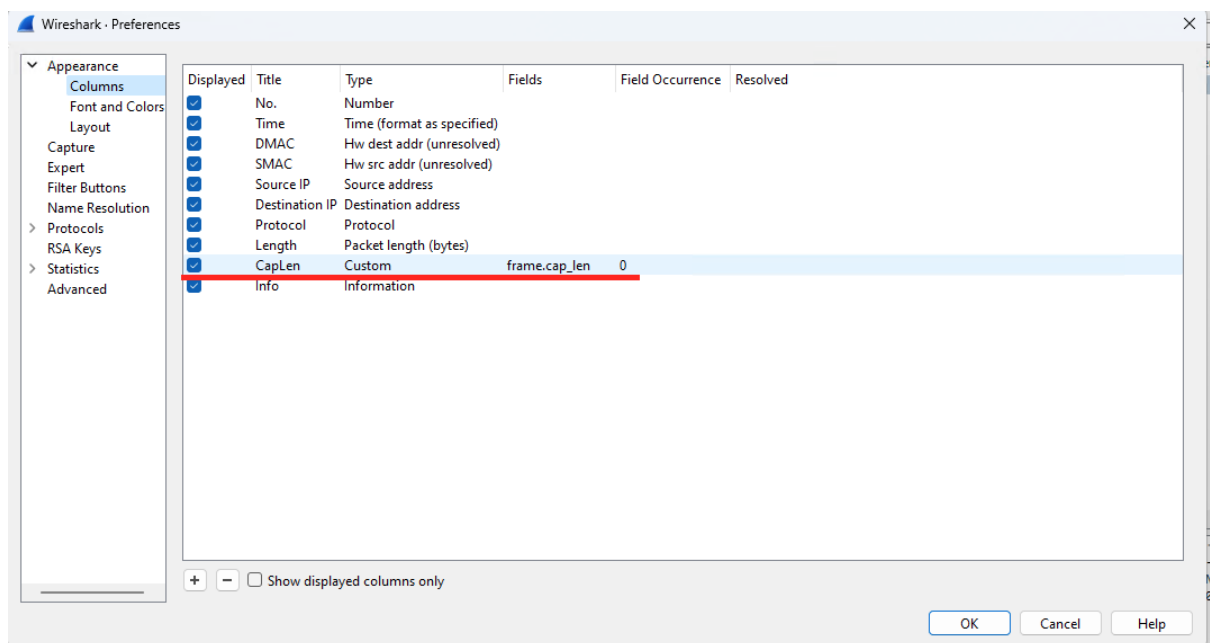 Wireshark · Preferences
Appearance
Columns
Font and Colors
Layout
Capture
Expert
Filter Buttons
Name Resolution
Protocols
RSA Keys
Statistics
Advanced
Displayed Title Type Fields Field Occurrence Resolved
No. Number
Time Time (format as specified)
DMAC Hw dest addr (unresolved)
SMAC Hw src addr (unresolved)
Source IP Source address
Destination IP Destination address
Protocol Protocol
Length Packet length (bytes)
CapLen Custom frame.cap_len 0
Info Information
+ − Show displayed columns only
OK Cancel Help